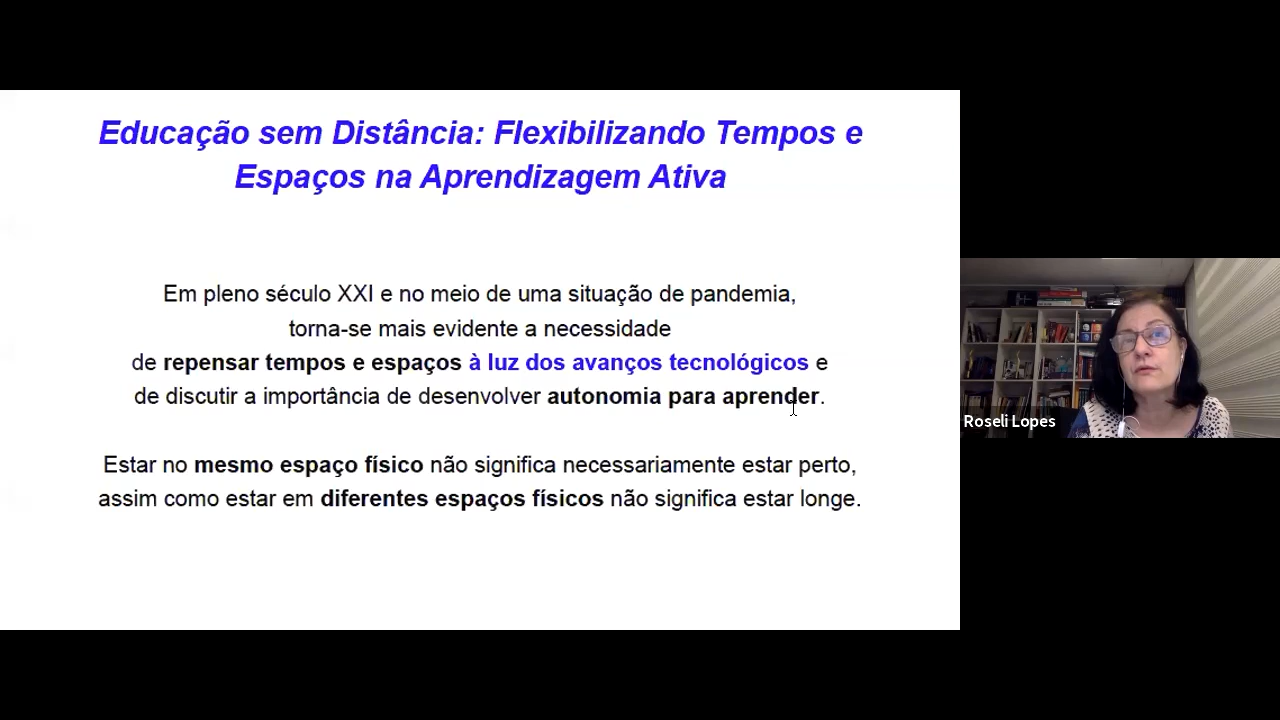 Educação sem Distância: Flexibilizando Tempos e
Espaços na Aprendizagem Ativa
Em pleno século XXI e no meio de uma situação de pandemia,
torna-se mais evidente a necessidade
de repensar tempos e espaços à luz dos avanços tecnológicos e
de discutir a importância de desenvolver autonomia para aprender.
Estar no mesmo espaço físico não significa necessariamente estar perto,
assim como estar em diferentes espaços físicos não significa estar longe.
Roseli Lopes